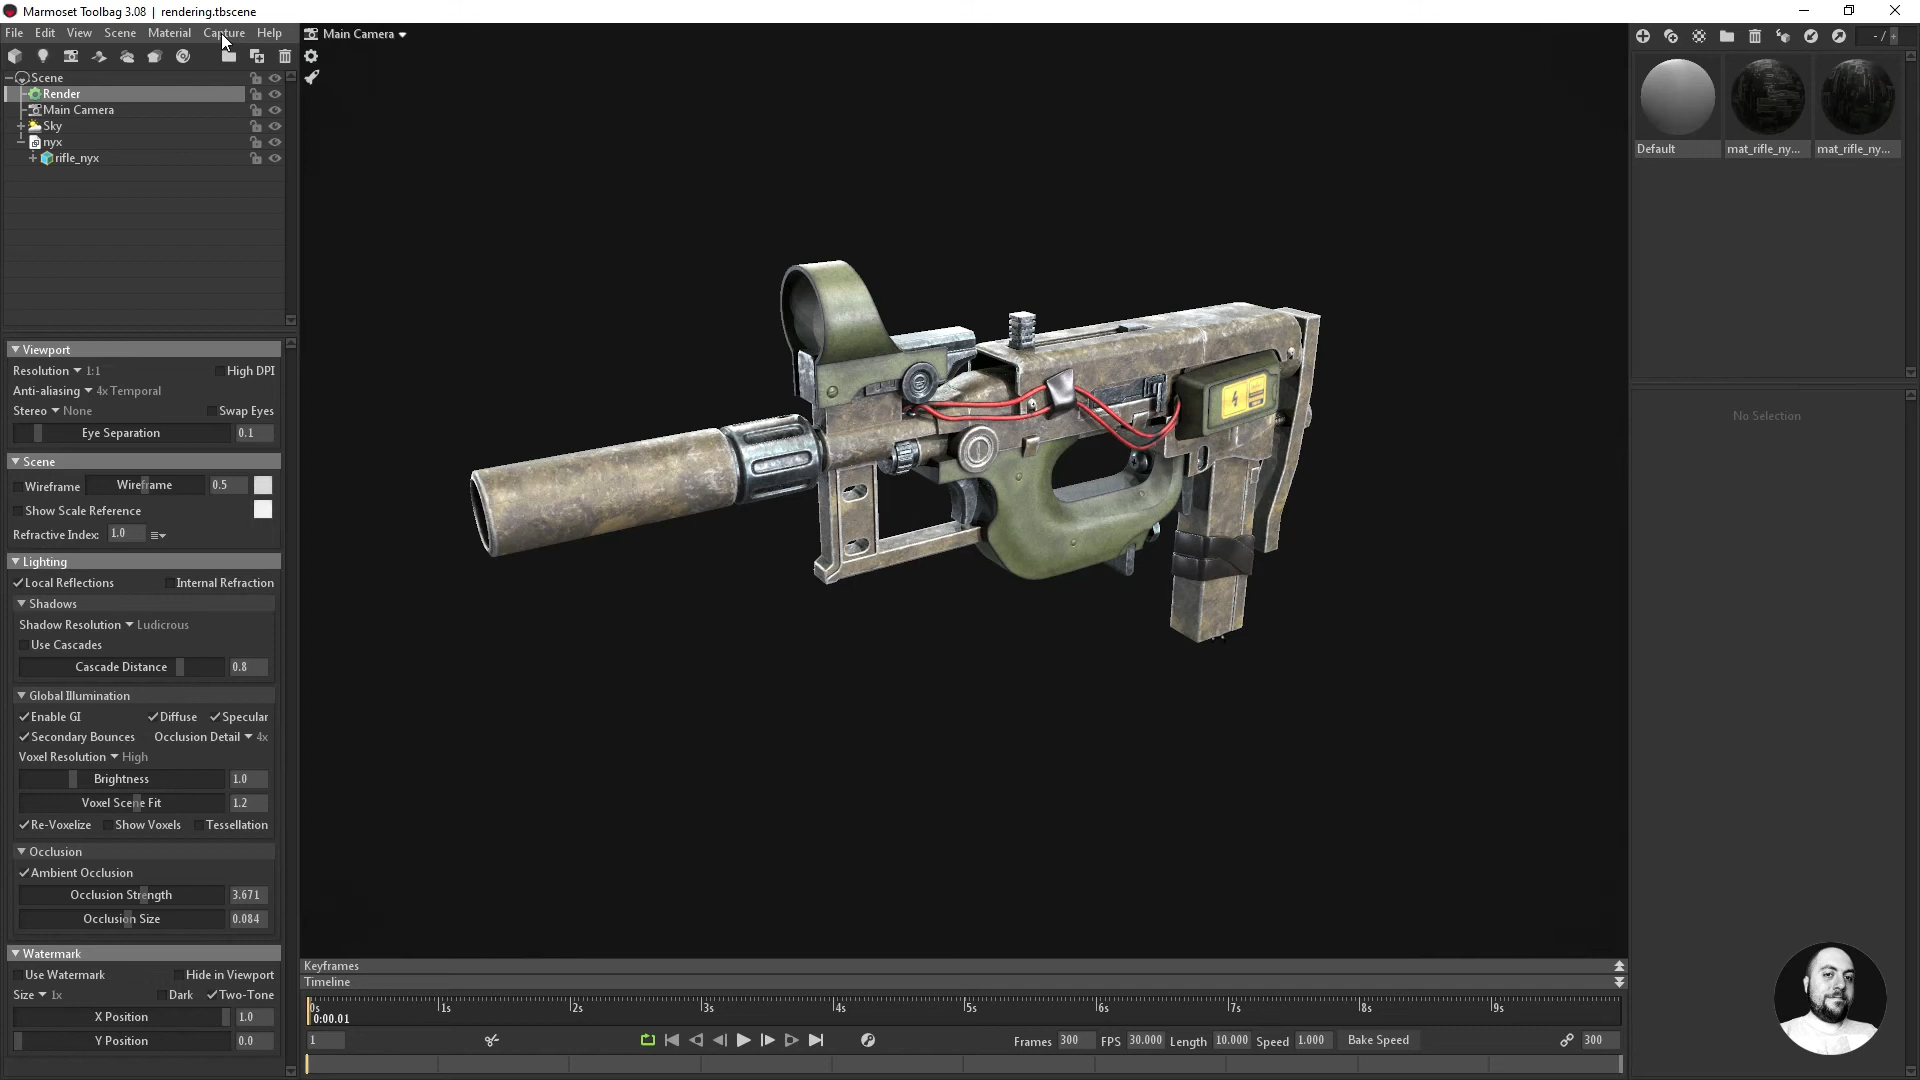 Marmoset Toolbag 3.08 | rendering.tbscene
File Edit View Scene Material Capture Help
Main Camera
- /
Scene
Render
Main Camera
Sky
nyx
rifle_nyx
Default
mat_rifle_ny...
mat_rifle_ny...
No Selection
Viewport
Resolution 1:1 High DPI
Anti-aliasing 4x Temporal
Stereo None Swap Eyes
Eye Separation 0.1
Scene
Wireframe Wireframe 0.5
Show Scale Reference
Refractive Index: 1.0
Lighting
Local Reflections Internal Refraction
Shadows
Shadow Resolution Ludicrous
Use Cascades
Cascade Distance 0.8
Global Illumination
Enable GI Diffuse Specular
Secondary Bounces Occlusion Detail 4x
Voxel Resolution High
Brightness 1.0
Voxel Scene Fit 1.2
Re-Voxelize Show Voxels Tessellation
Occlusion
Ambient Occlusion
Occlusion Strength 3.671
Occlusion Size 0.084
Watermark
Use Watermark Hide in Viewport
Size 1x Dark Two-Tone
X Position 1.0
Y Position 0.0
Keyframes
Timeline
0s 1s 2s 3s 4s 5s 6s 7s 8s 9s
0:00.01
1 Frames 300 FPS 30.000 Length 10.000 Speed 1.000 Bake Speed 300